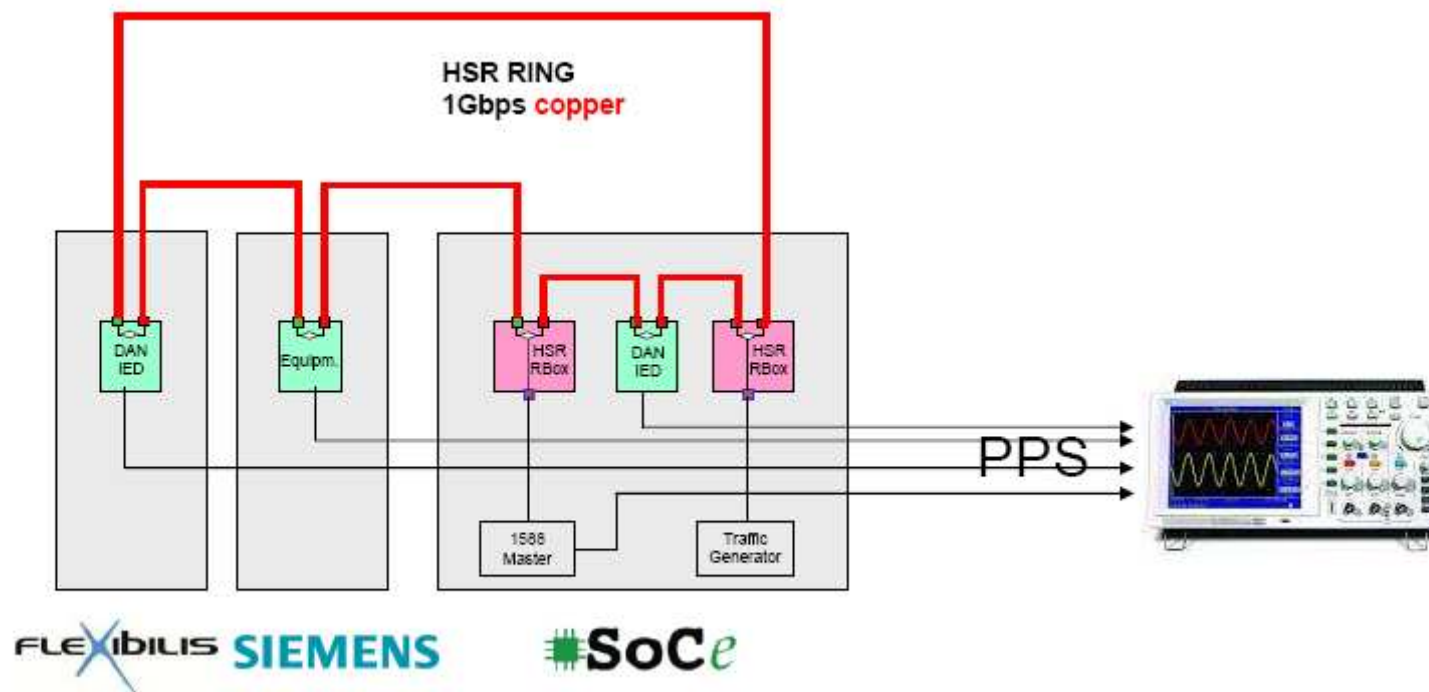 HSR RING
1Gbps copper
DAN
IED
Equipm.
HSR
RBox
DAN
IED
HSR
RBox
PPS
1588
Master
Traffic
Generator
FLEXIBILIS
SIEMENS
SoCe